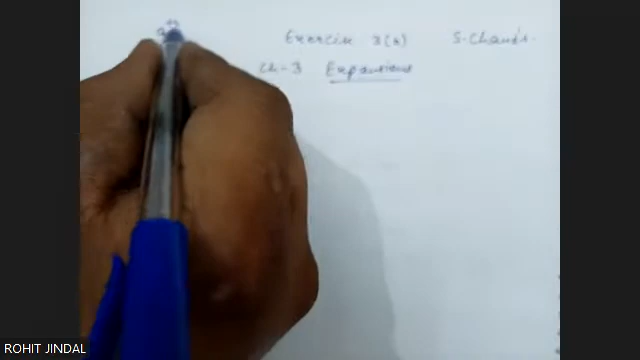 Exercise 3(a) S. Chand's.
Ch-3 Expansions
ROHIT JINDAL